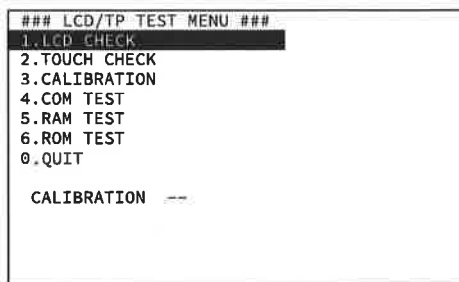 ### LCD/TP TEST MENU ###
1.LCD CHECK
2.TOUCH CHECK
3.CALIBRATION
4.COM TEST
5.RAM TEST
6.ROM TEST
0.QUIT
CALIBRATION --